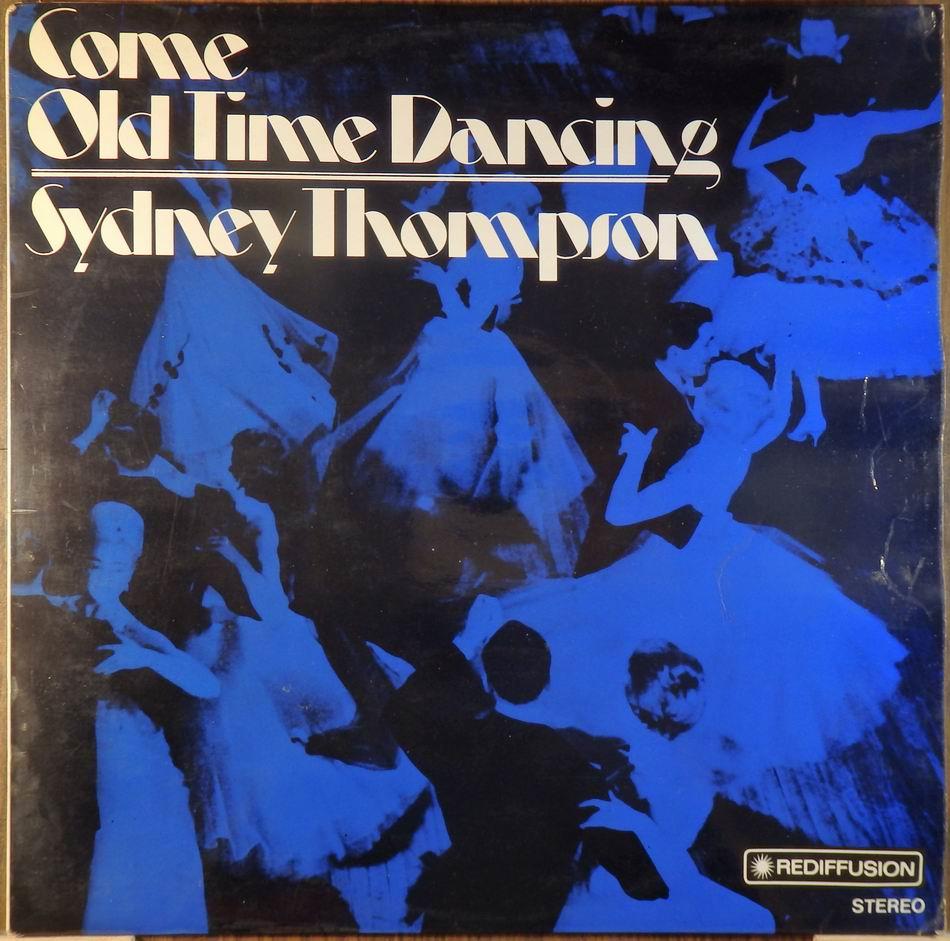 Come
Old Time Dancing
Sydney Thompson
REDIFFUSION
STEREO